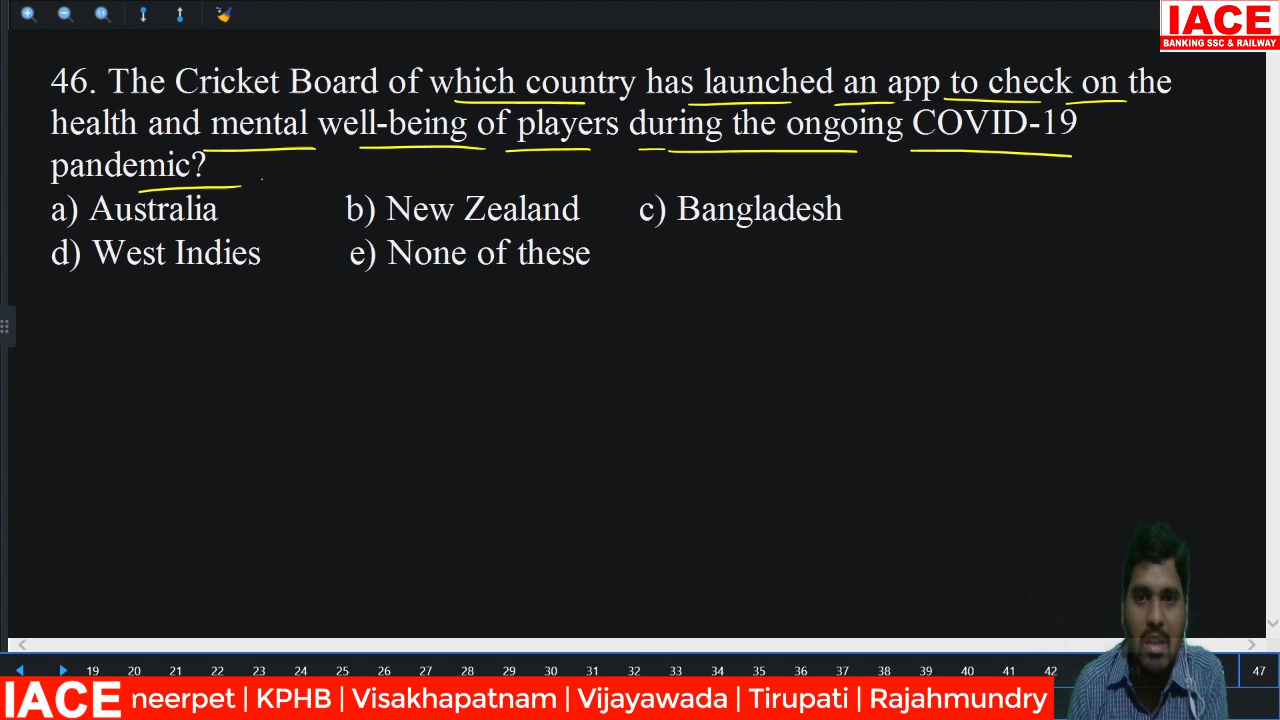 IACE
BANKING SSC & RAILWAY
46. The Cricket Board of which country has launched an app to check on the
health and mental well-being of players during the ongoing COVID-19
pandemic?
a) Australia b) New Zealand c) Bangladesh
d) West Indies e) None of these
19 20 21 22 23 24 25 26 27 28 29 30 31 32 33 34 35 36 37 38 39 40 41 42 47
IACE neerpet | KPHB | Visakhapatnam | Vijayawada | Tirupati | Rajahmundry